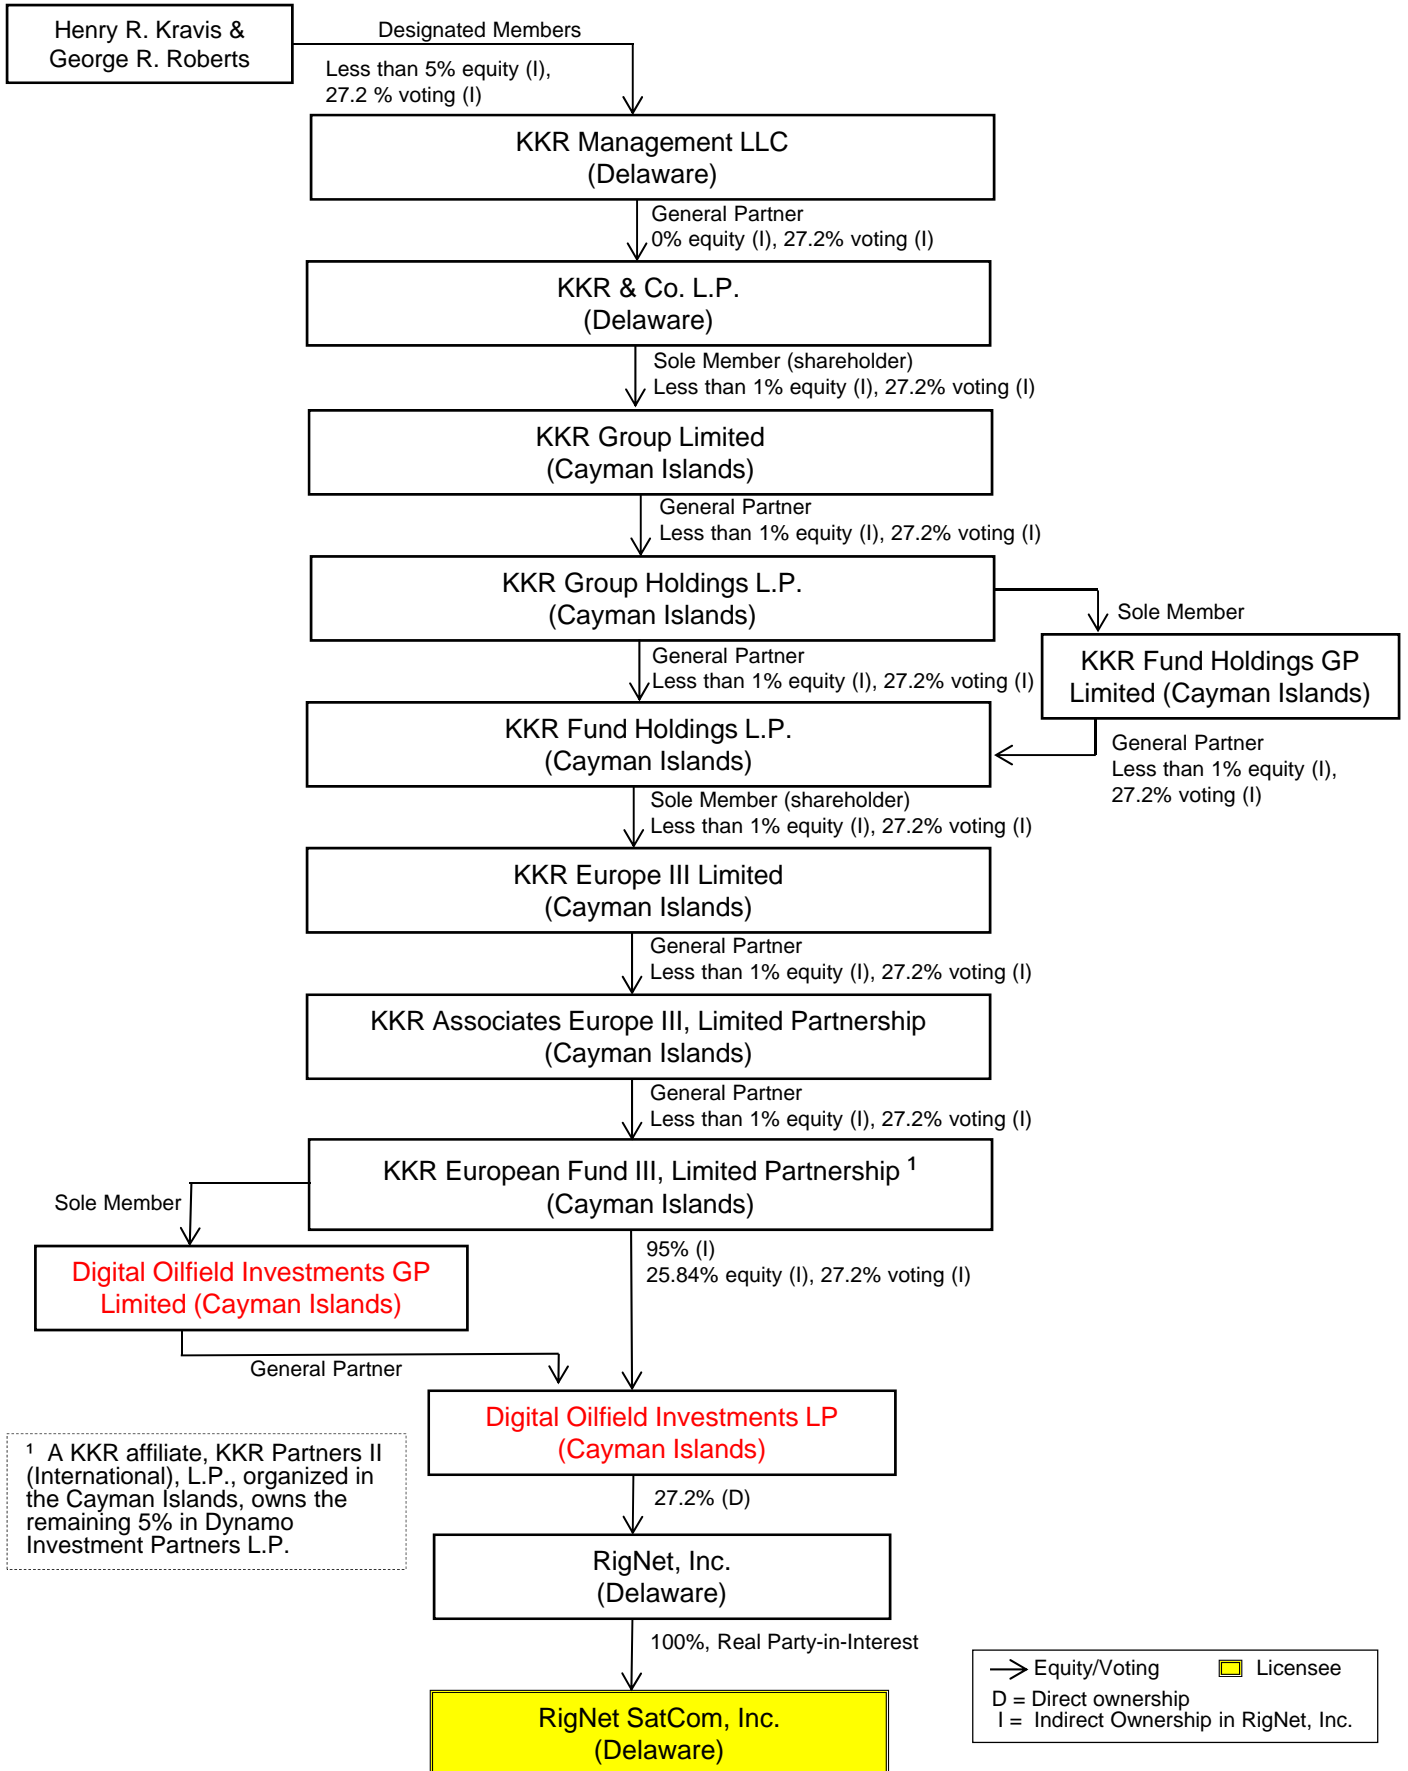 Henry R. Kravis &
George R. Roberts
Designated Members
Less than 5% equity (I),
27.2 % voting (I)
KKR Management LLC
(Delaware)
General Partner
0% equity (I), 27.2% voting (I)
KKR & Co. L.P.
(Delaware)
Sole Member (shareholder)
Less than 1% equity (I), 27.2% voting (I)
KKR Group Limited
(Cayman Islands)
General Partner
Less than 1% equity (I), 27.2% voting (I)
KKR Group Holdings L.P.
(Cayman Islands)
Sole Member
General Partner
Less than 1% equity (I), 27.2% voting (I)
KKR Fund Holdings GP
Limited (Cayman Islands)
KKR Fund Holdings L.P.
(Cayman Islands)
General Partner
Less than 1% equity (I),
27.2% voting (I)
Sole Member (shareholder)
Less than 1% equity (I), 27.2% voting (I)
KKR Europe III Limited
(Cayman Islands)
General Partner
Less than 1% equity (I), 27.2% voting (I)
KKR Associates Europe III, Limited Partnership
(Cayman Islands)
General Partner
Less than 1% equity (I), 27.2% voting (I)
KKR European Fund III, Limited Partnership ¹
(Cayman Islands)
Sole Member
95% (I)
25.84% equity (I), 27.2% voting (I)
Digital Oilfield Investments GP
Limited (Cayman Islands)
General Partner
Digital Oilfield Investments LP
(Cayman Islands)
¹ A KKR affiliate, KKR Partners II
(International), L.P., organized in
the Cayman Islands, owns the
remaining 5% in Dynamo
Investment Partners L.P.
27.2% (D)
RigNet, Inc.
(Delaware)
100%, Real Party-in-Interest
RigNet SatCom, Inc.
(Delaware)
Equity/Voting Licensee
D = Direct ownership
I = Indirect Ownership in RigNet, Inc.